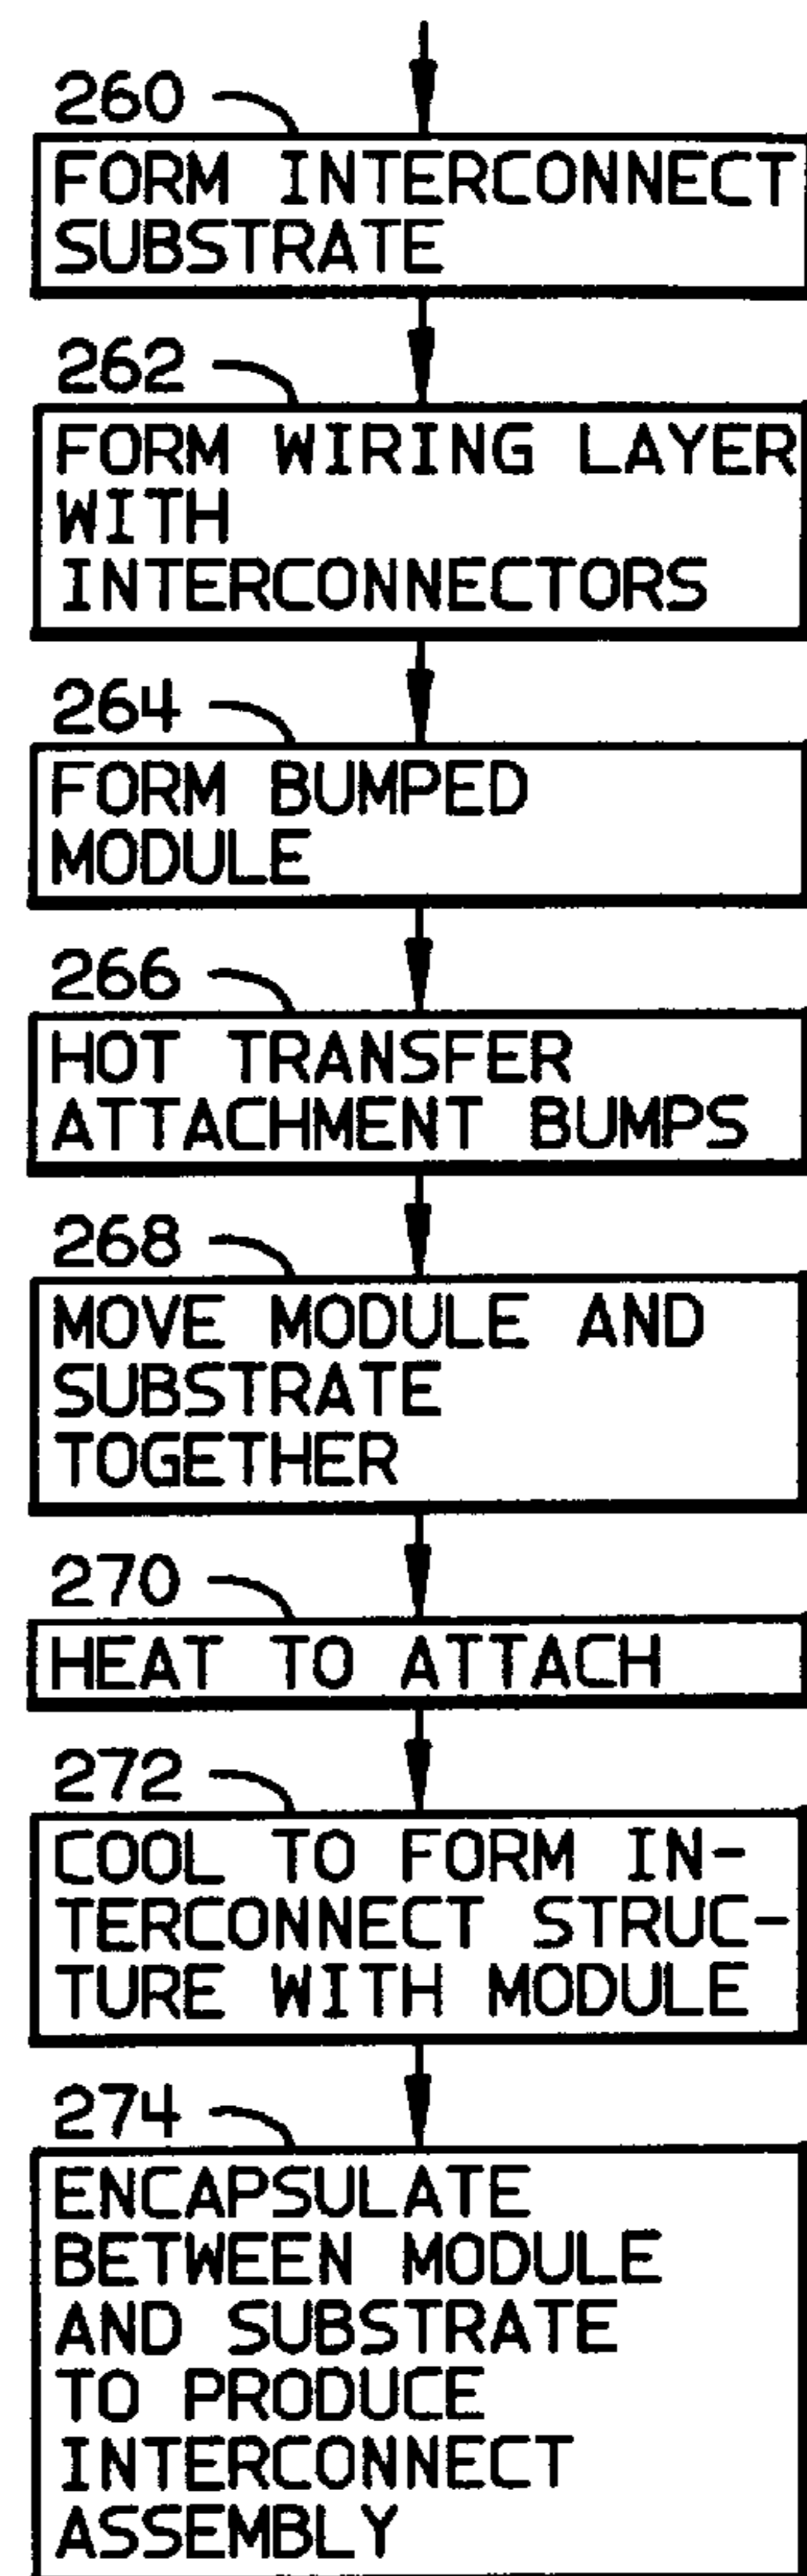 260
FORM INTERCONNECT
SUBSTRATE
262
FORM WIRING LAYER
WITH
INTERCONNECTORS
264
FORM BUMPED
MODULE
266
HOT TRANSFER
ATTACHMENT BUMPS
268
MOVE MODULE AND
SUBSTRATE
TOGETHER
270
HEAT TO ATTACH
272
COOL TO FORM IN-
TERCONNECT STRUC-
TURE WITH MODULE
274
ENCAPSULATE
BETWEEN MODULE
AND SUBSTRATE
TO PRODUCE
INTERCONNECT
ASSEMBLY